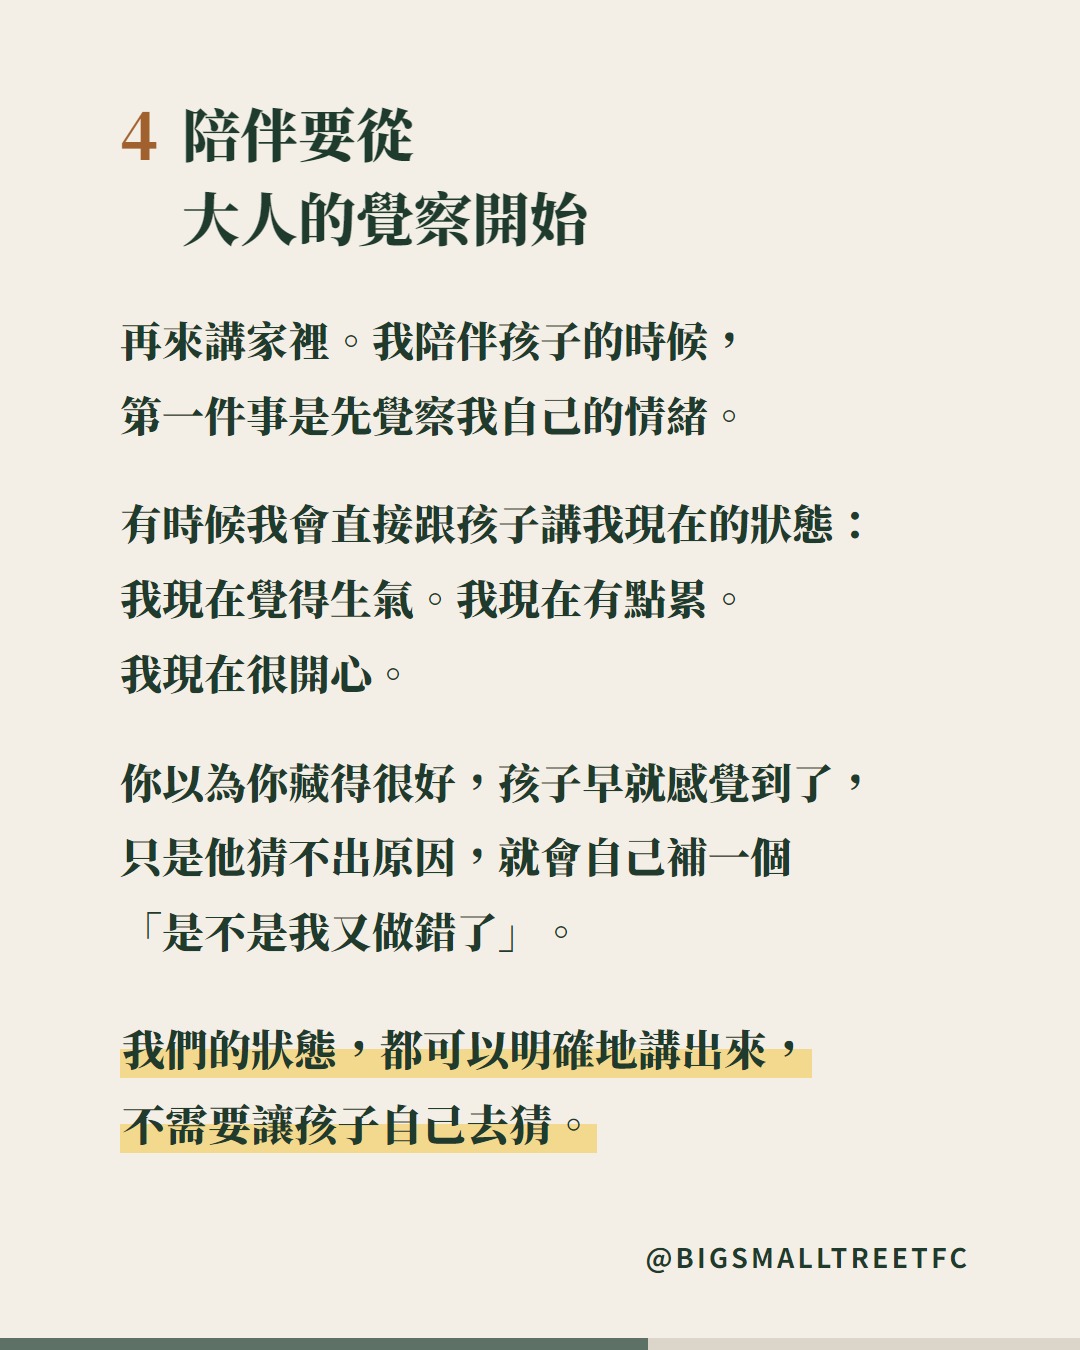 4 陪伴要從
大人的覺察開始
再來講家裡。我陪伴孩子的時候，
第一件事是先覺察我自己的情緒。
有時候我會直接跟孩子講我現在的狀態：
我現在覺得生氣。我現在有點累。
我現在很開心。
你以為你藏得很好，孩子早就感覺到了，
只是他猜不出原因，就會自己補一個
「是不是我又做錯了」。
我們的狀態，都可以明確地講出來，
不需要讓孩子自己去猜。
@BIGSMALLTREETFC